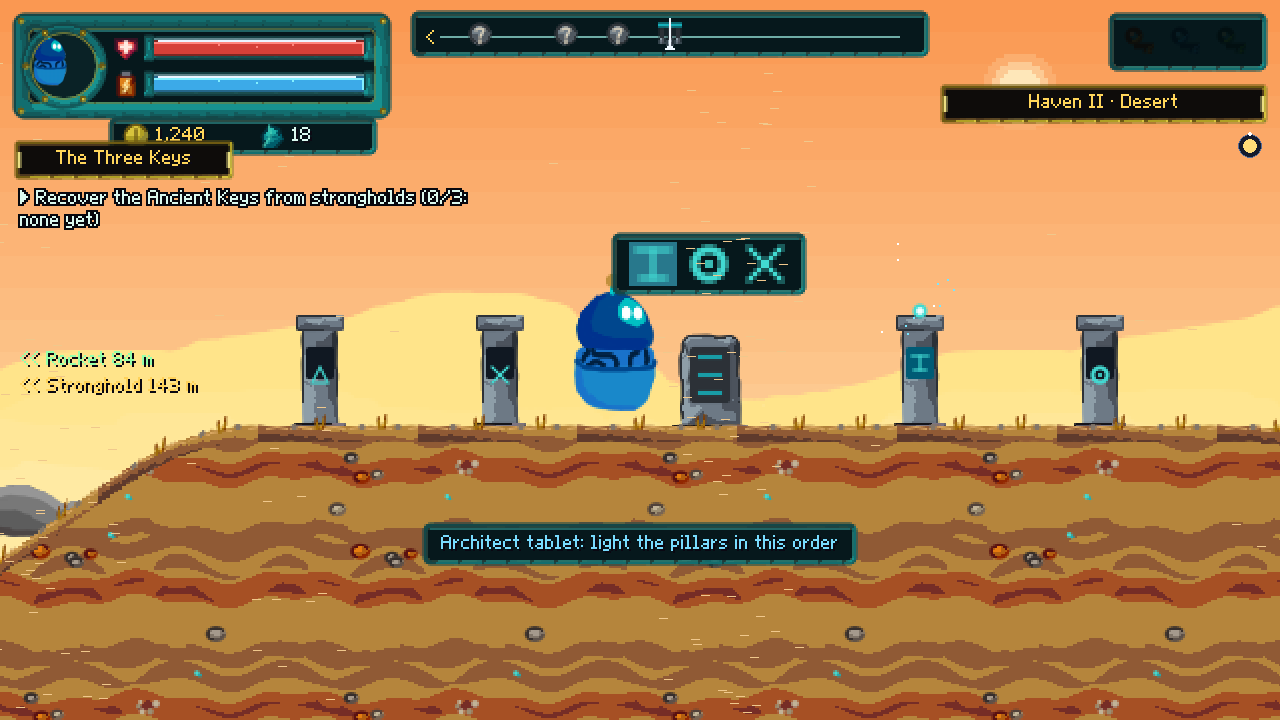 1,240
18
Haven II · Desert
The Three Keys
Recover the Ancient Keys from strongholds (0/3:
none yet)
<< Rocket 84 m
<< Stronghold 143 m
Architect tablet: light the pillars in this order